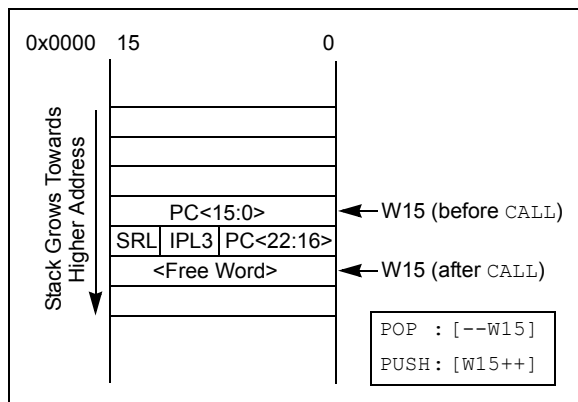 0x0000 15 0
Stack Grows Towards
Higher Address
PC<15:0>
W15 (before CALL)
SRL IPL3 PC<22:16>
<Free Word>
W15 (after CALL)
POP : [--W15]
PUSH: [W15++]